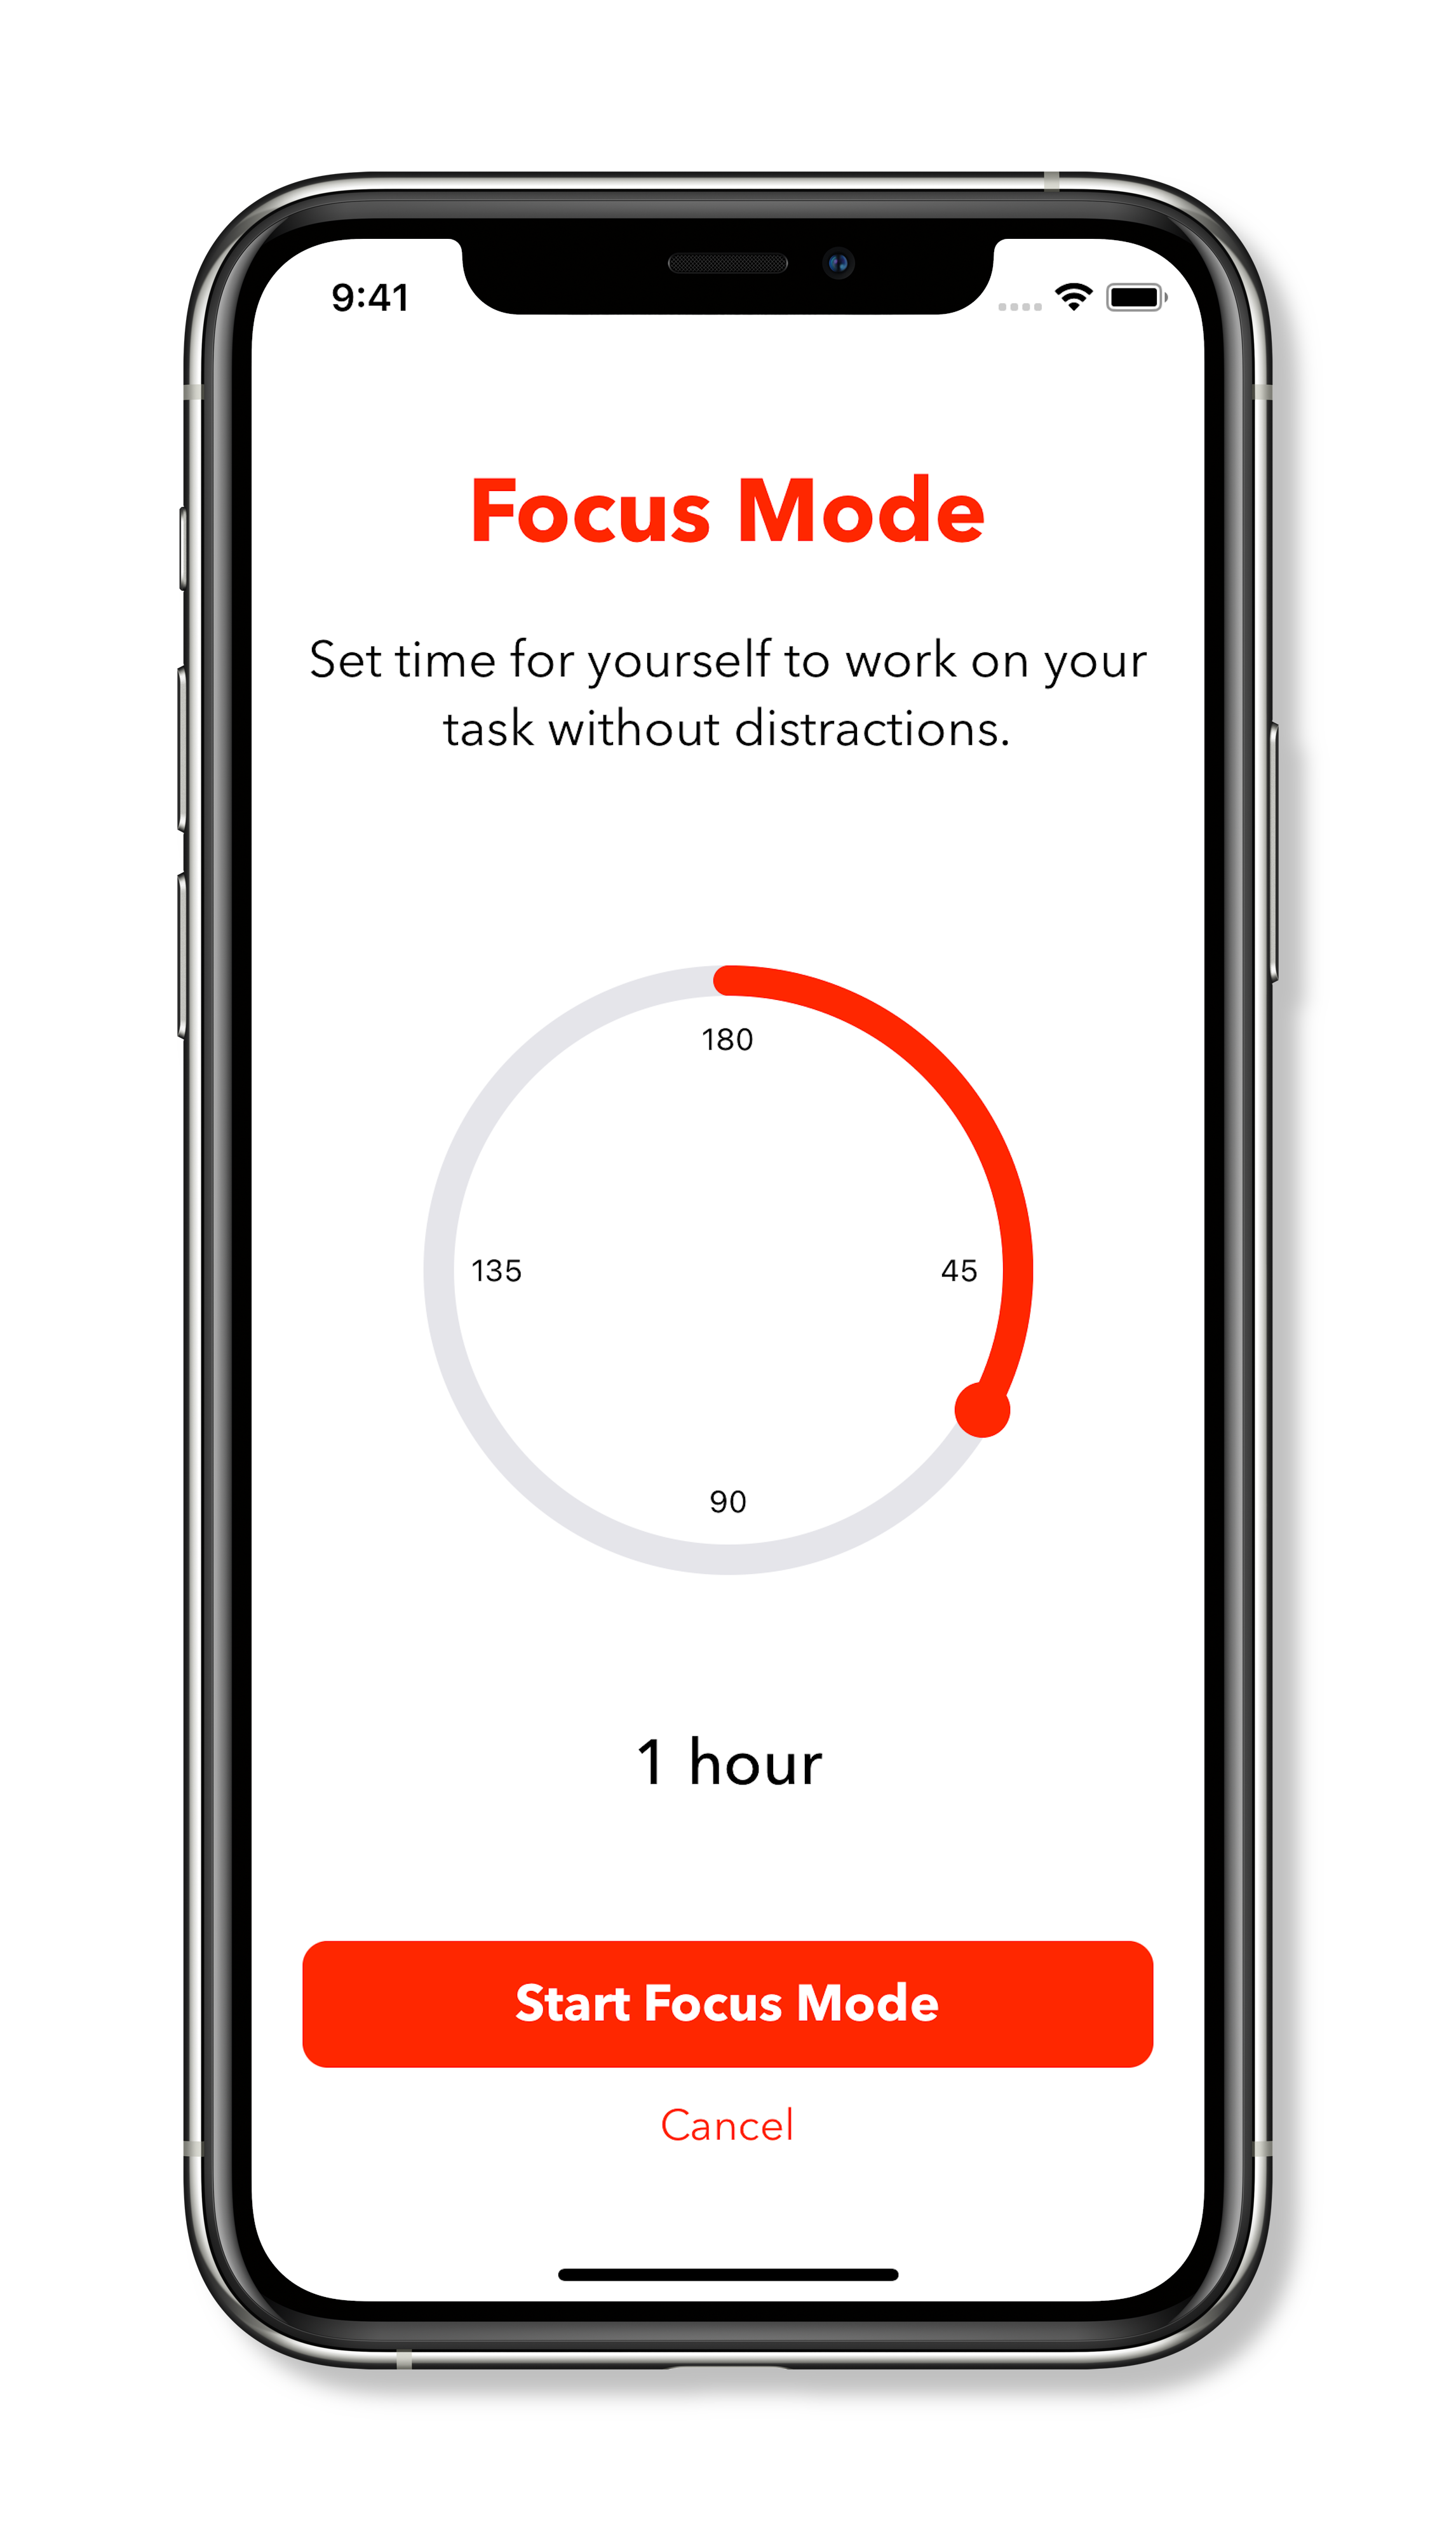 9:41
Focus Mode
Set time for yourself to work on your
task without distractions.
180
135
45
90
1 hour
Start Focus Mode
Cancel